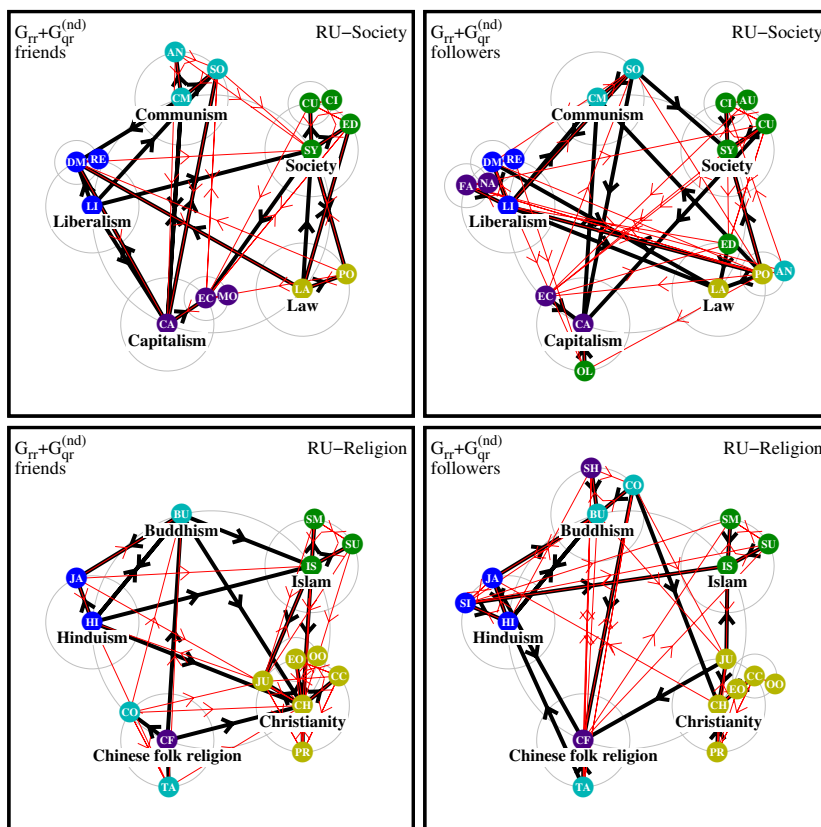 G_rr+G_qr^(nd) RU−Society
friends
AN SO
CM
Communism
CU CI
ED
SY
Society
DM RE
LI
Liberalism
EC MO
CA
Capitalism
PO
LA
Law
G_rr+G_qr^(nd) RU−Society
followers
SO
CM
Communism
CI AU
CU
SY
Society
DM RE
FA NA
LI
Liberalism
ED
PO AN
LA
Law
EC
CA
Capitalism
OL
G_rr+G_qr^(nd) RU−Religion
friends
BU
Buddhism
SM
SU
IS
Islam
JA
HI
Hinduism
EO OO
JU CC
CH
Christianity
PR
CO
CF
Chinese folk religion
TA
G_rr+G_qr^(nd) RU−Religion
followers
SH CO
BU
Buddhism
SM
SU
IS
Islam
JA
SI
HI
Hinduism
JU
CC OO
EO
CH
Christianity
PR
CF
Chinese folk religion
TA